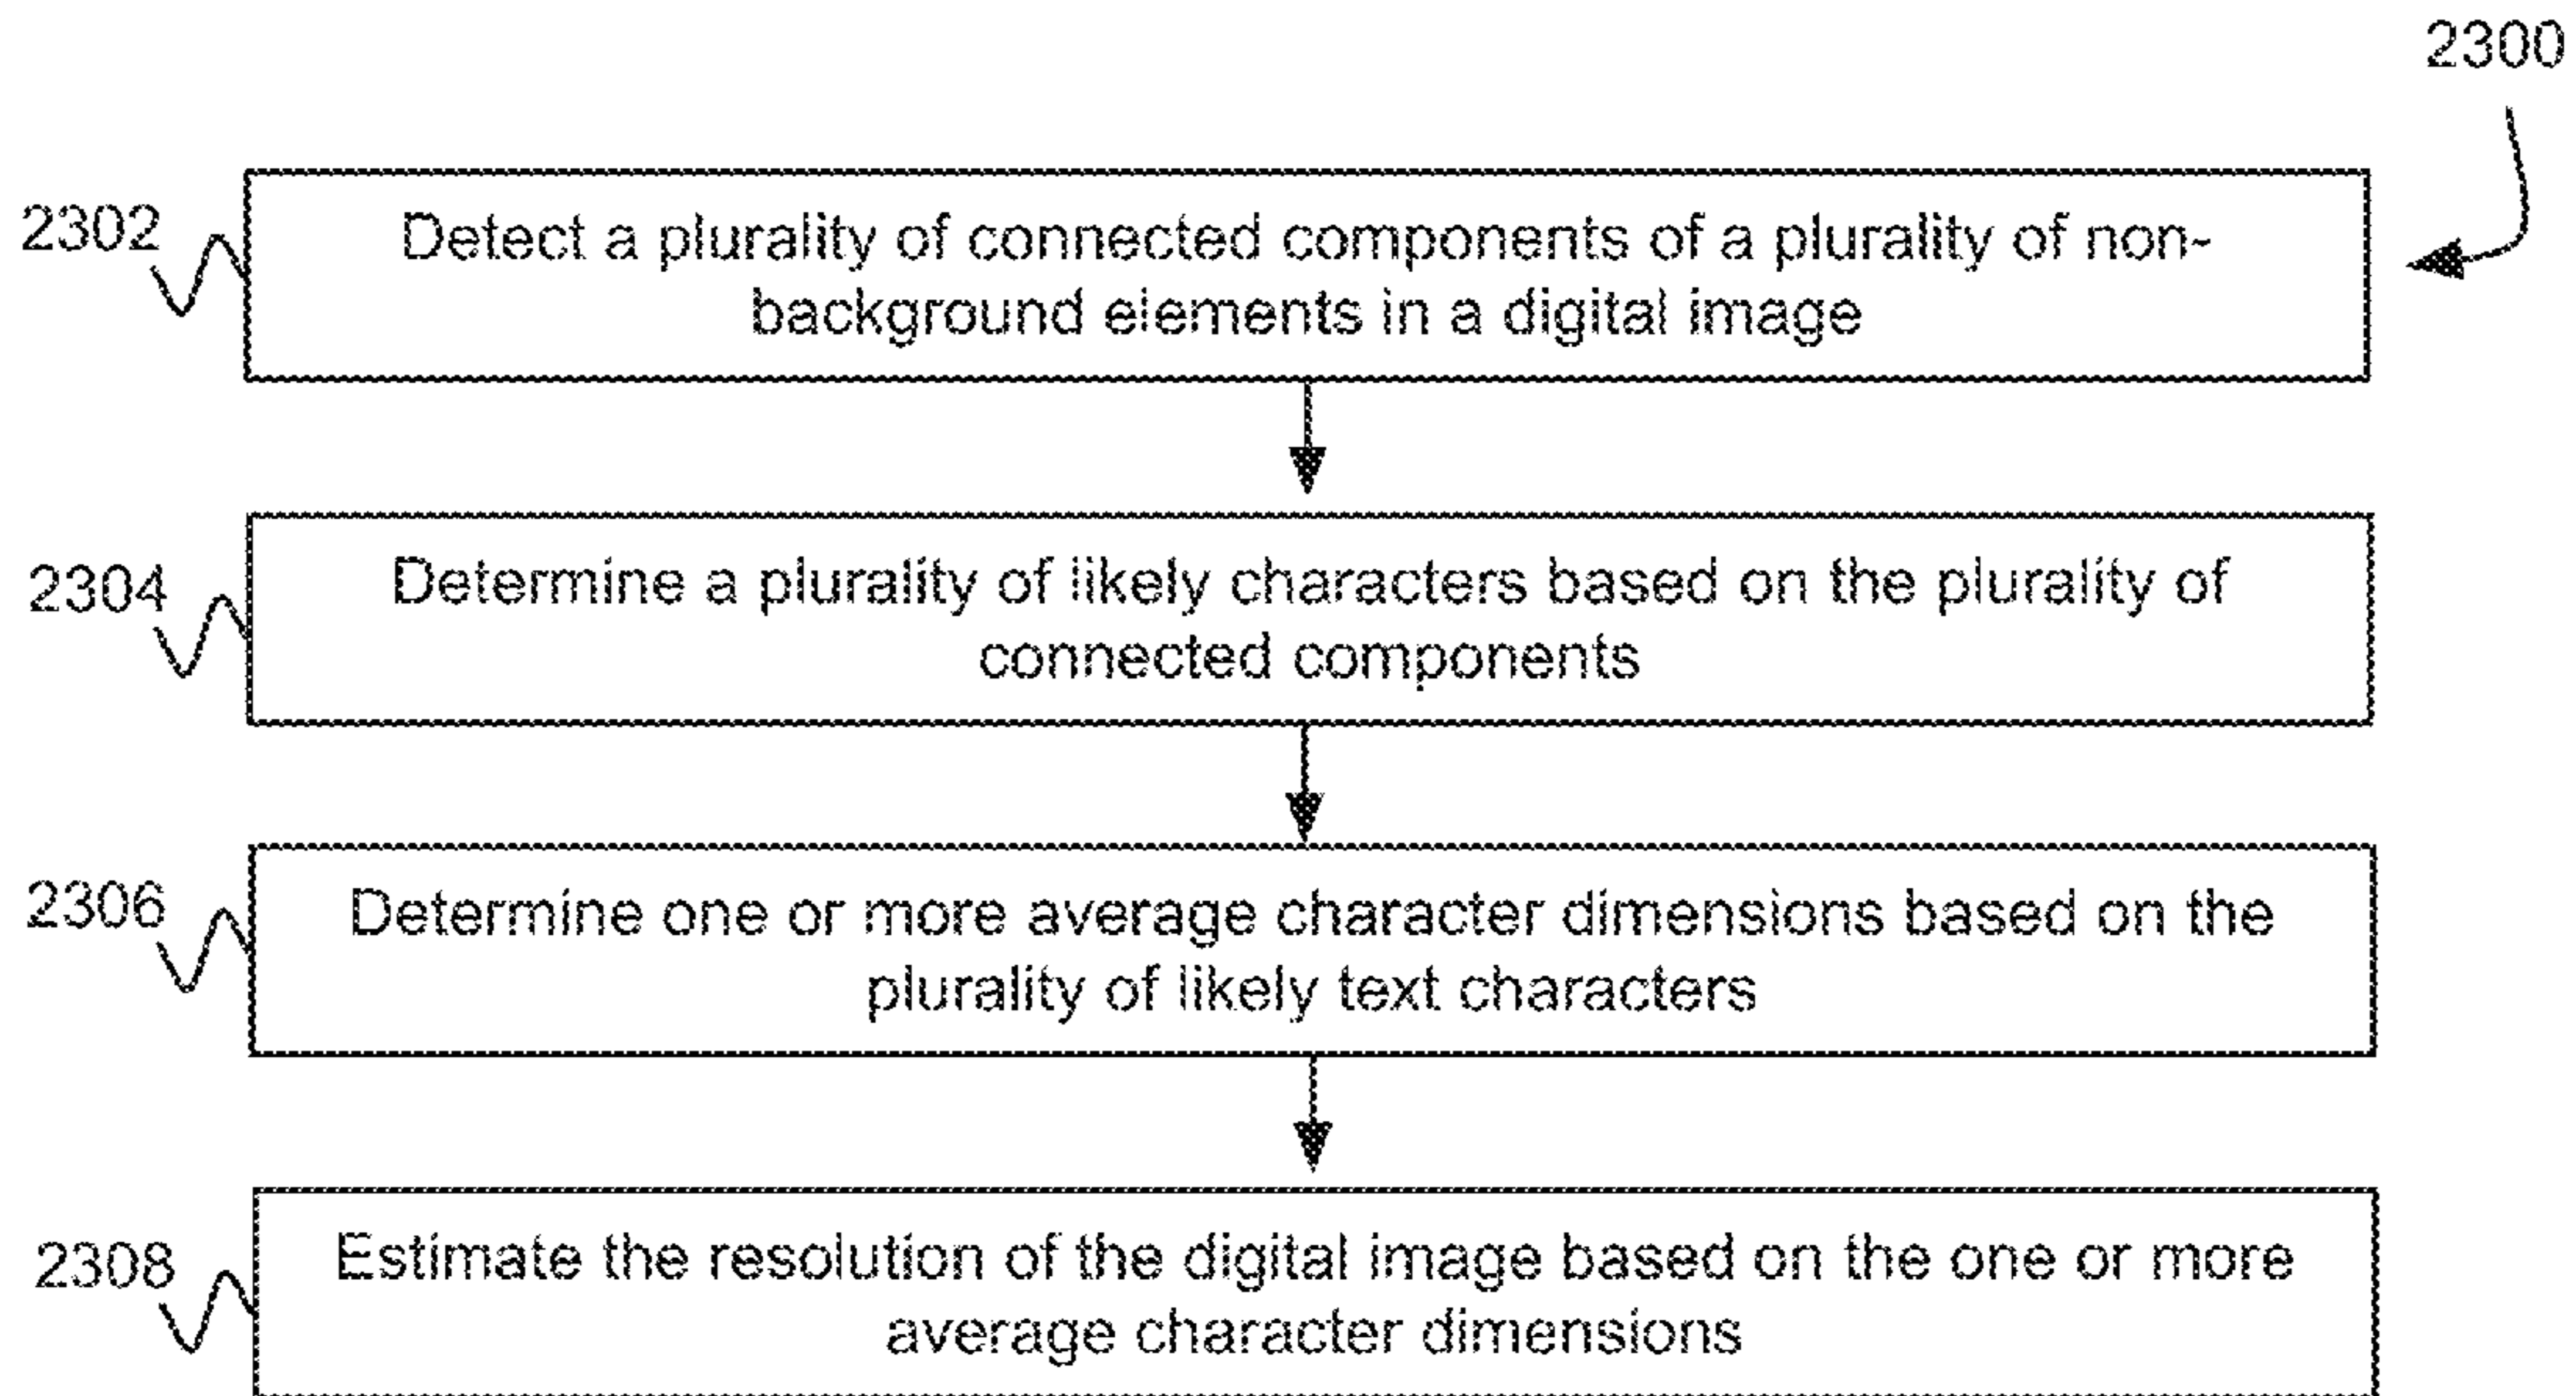 2300
2302
Detect a plurality of connected components of a plurality of non-
background elements in a digital image
2304
Determine a plurality of likely characters based on the plurality of
connected components
2306
Determine one or more average character dimensions based on the
plurality of likely text characters
2308
Estimate the resolution of the digital image based on the one or more
average character dimensions